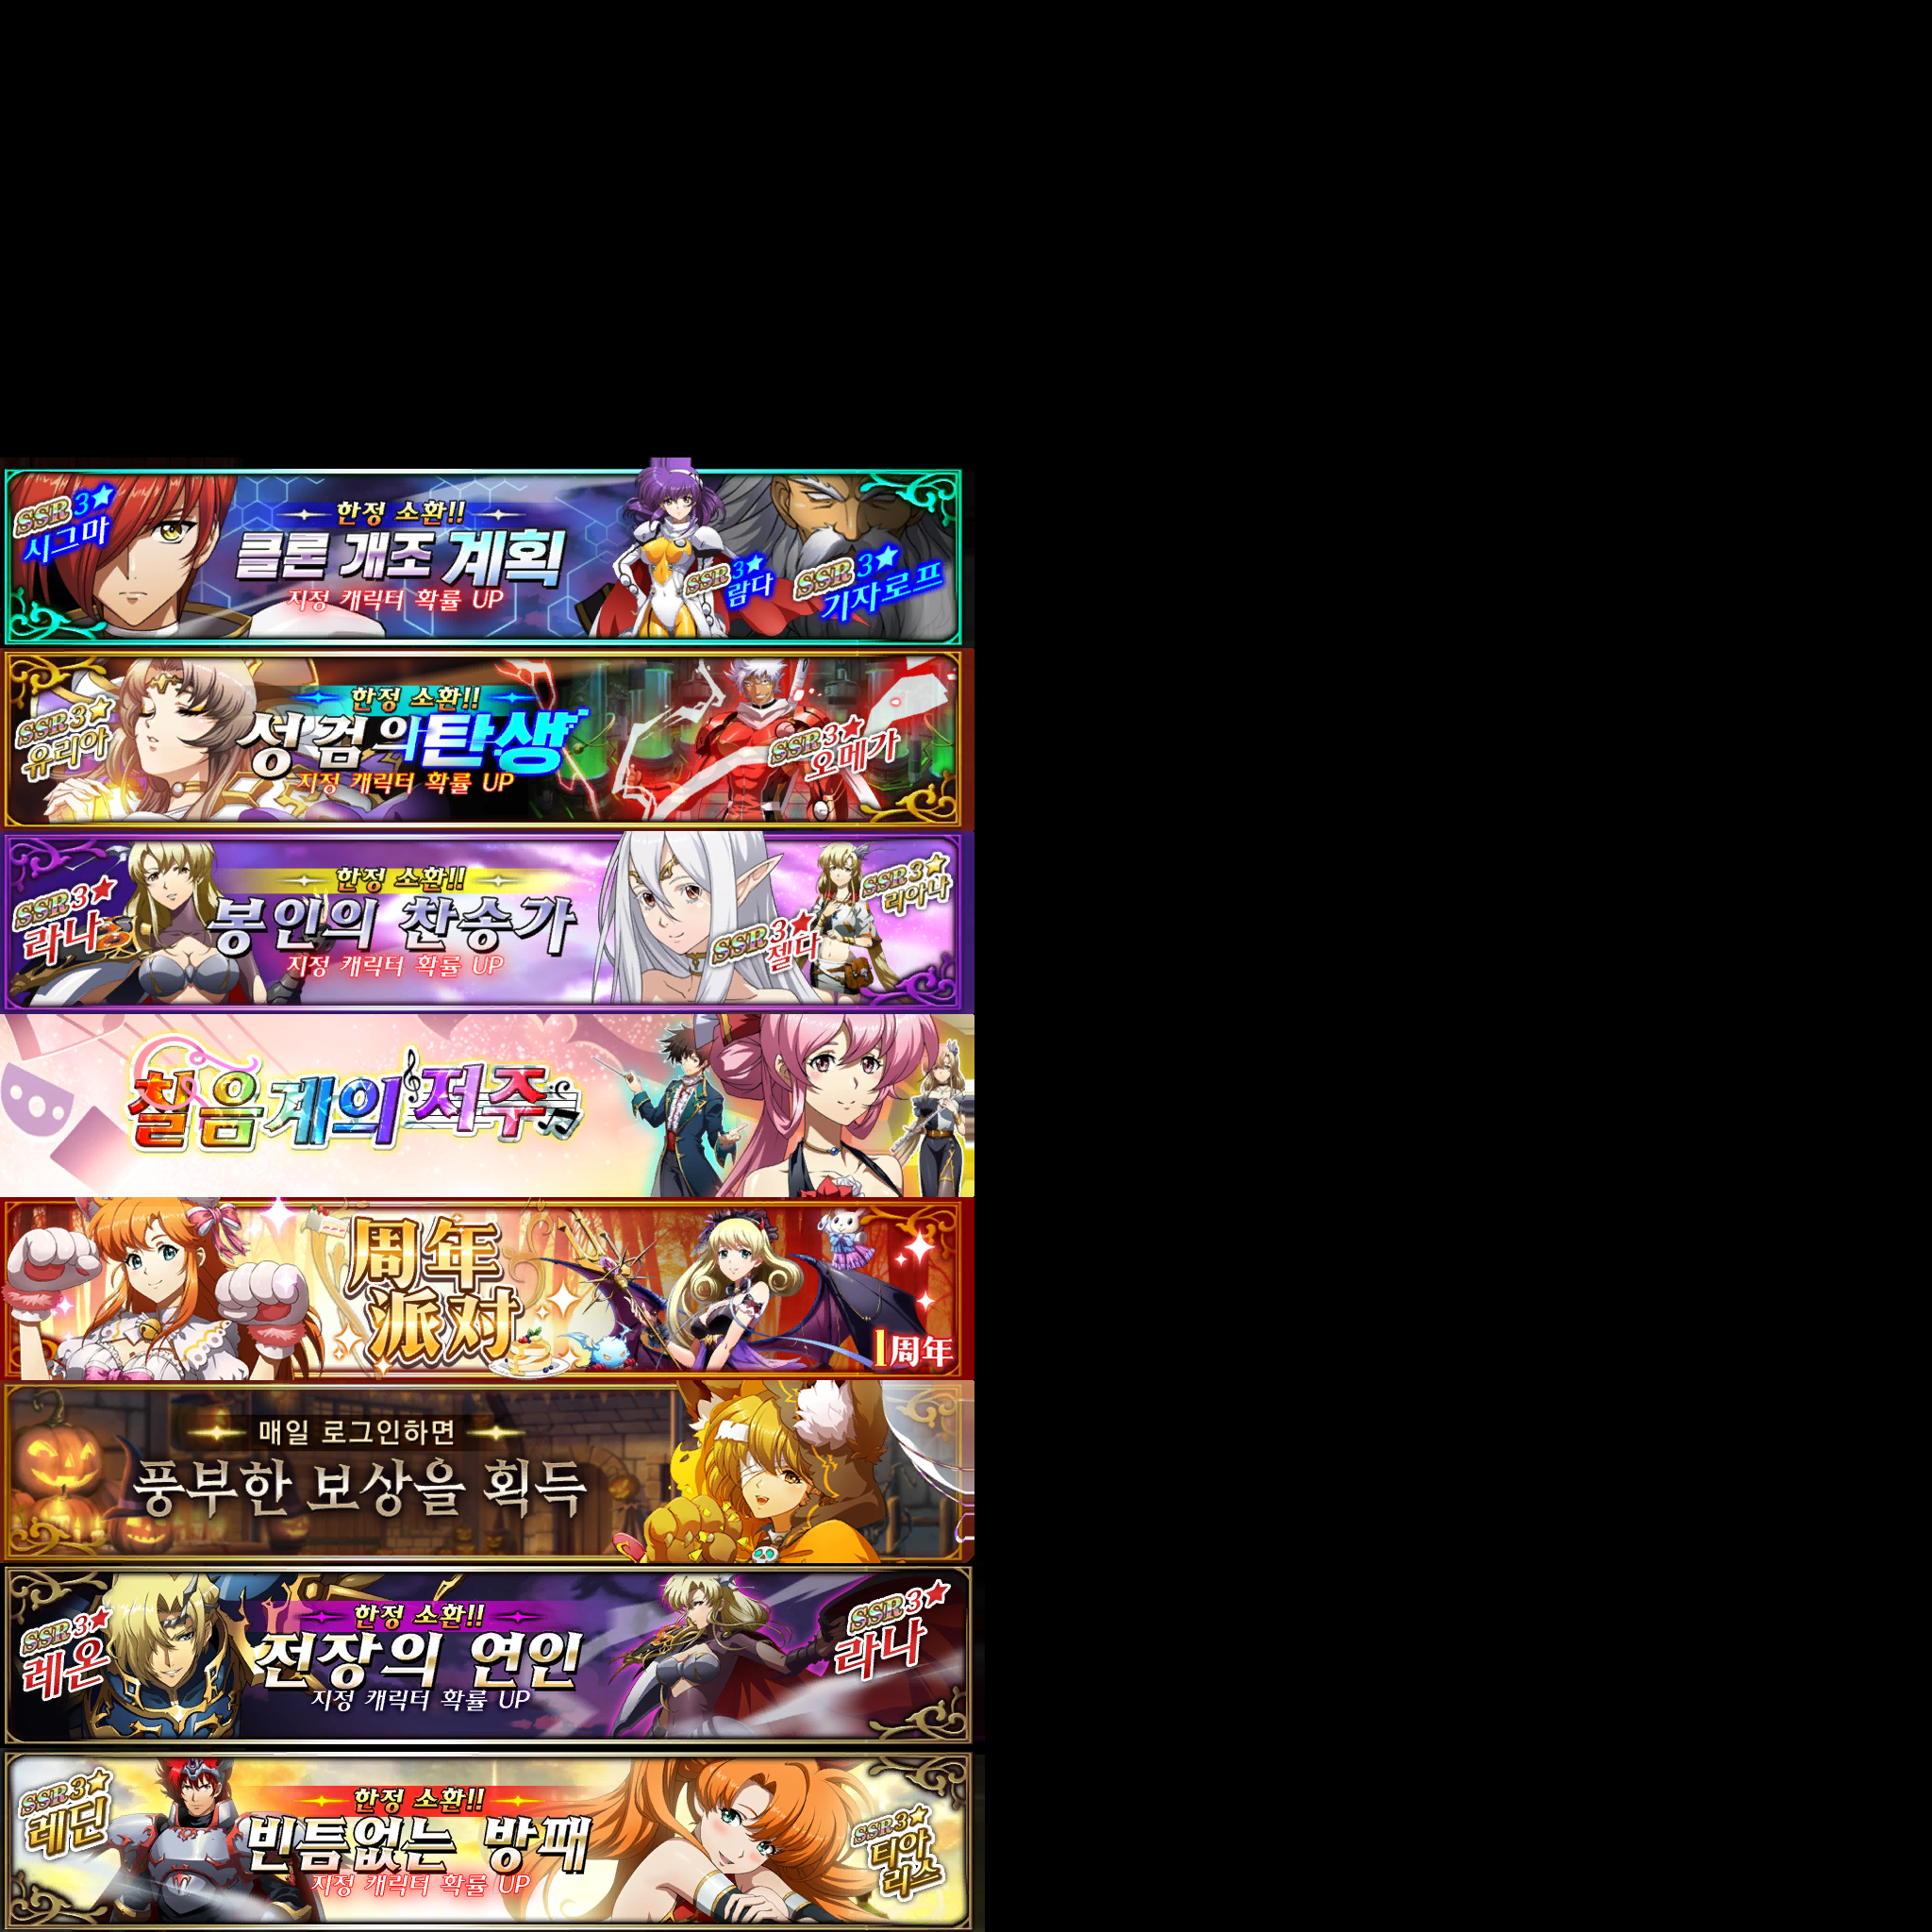 SSR 3
시그마
한정 소환!!
클론 개조 계획
지정 캐릭터 확률 UP
SSR 3
람다
SSR 3
기자로프
SSR 3
유리아
한정 소환!!
성검의 탄생
지정 캐릭터 확률 UP
SSR 3
오메가
SSR 3
라나
한정 소환!!
봉인의 찬송가
지정 캐릭터 확률 UP
SSR 3
젤다
SSR 3
리아나
칠음계의 저주
周年
派对
1周年
매일 로그인하면
풍부한 보상을 획득
SSR 3
레온
한정 소환!!
전장의 연인
지정 캐릭터 확률 UP
SSR 3
라나
SSR 3
레딘
한정 소환!!
빈틈없는 방패
지정 캐릭터 확률 UP
SSR 3
티아
리스